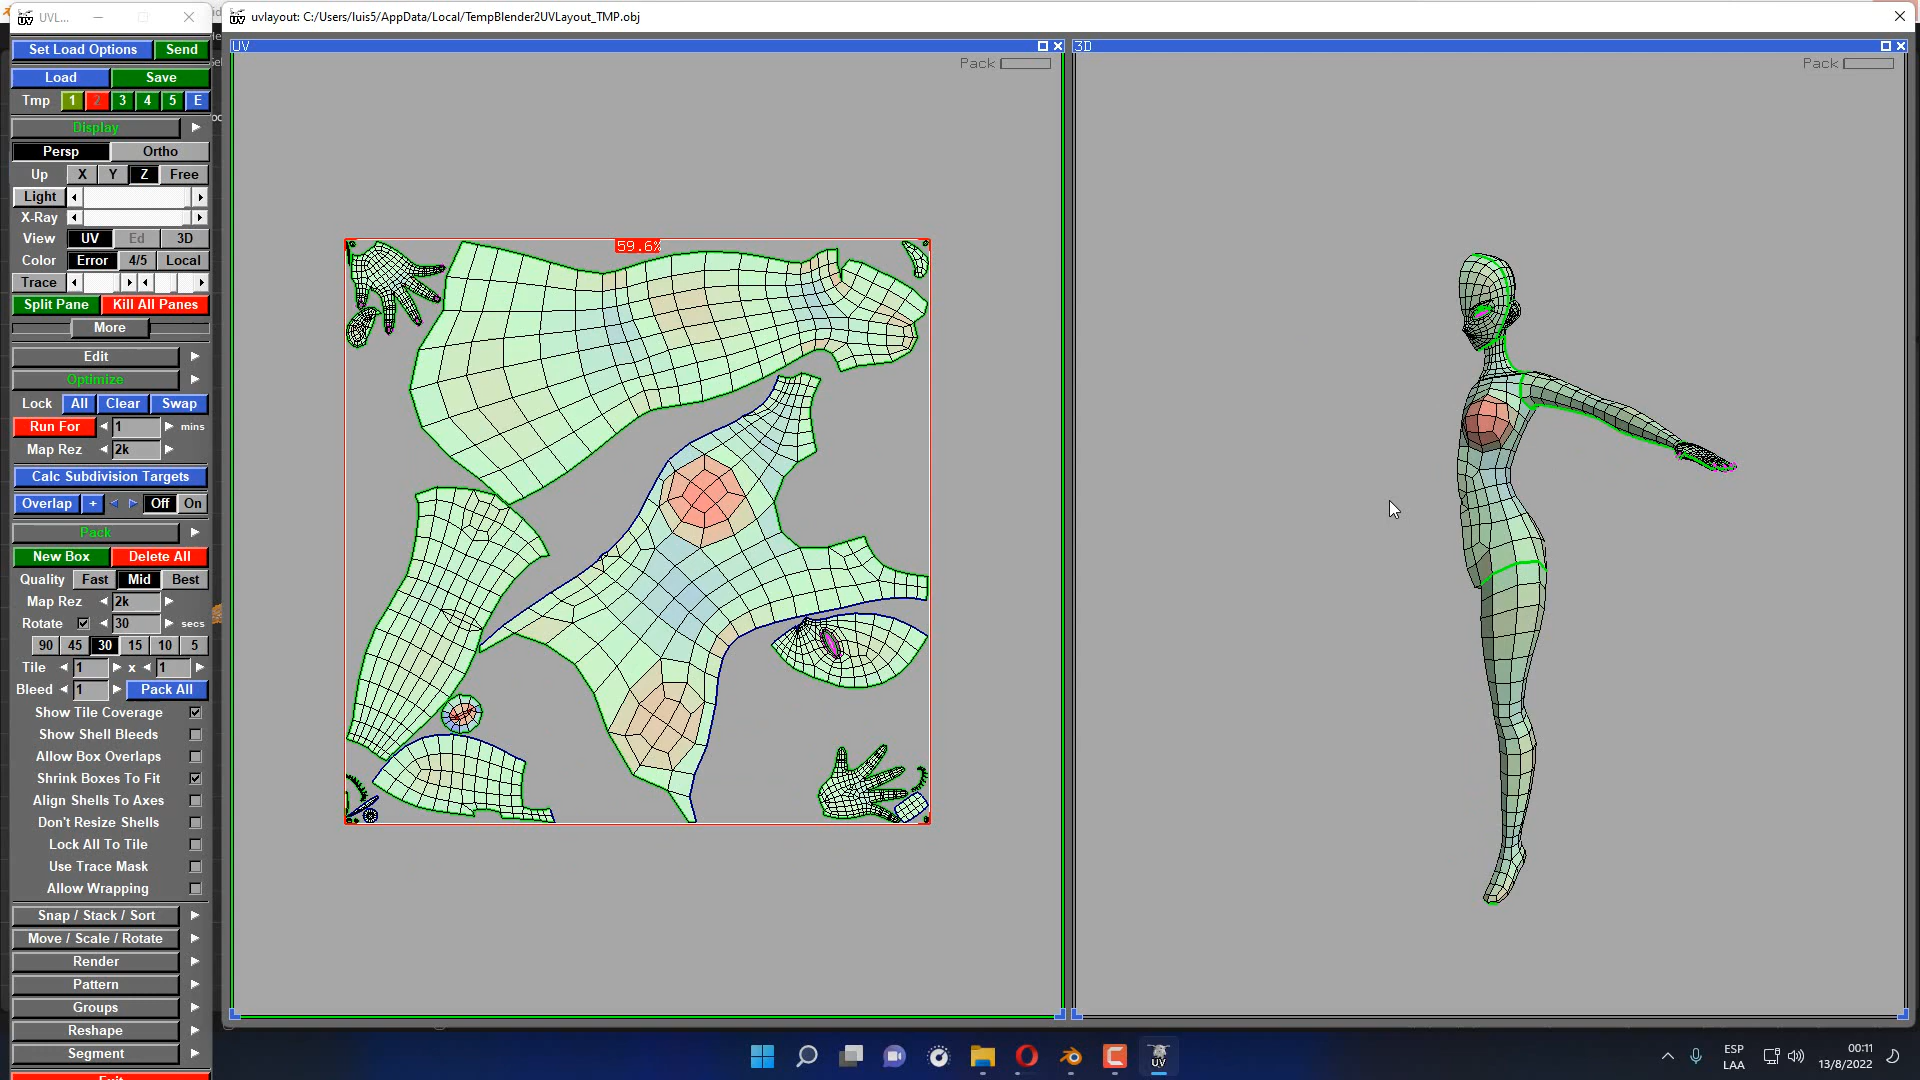 UVL...
uvlayout: C:/Users/luis5/AppData/Local/TempBlender2UVLayout_TMP.obj
Set Load Options Send
Load Save
Tmp 1 2 3 4 5 E
Display
Persp Ortho
Up X Y Z Free
Light
X-Ray
View UV Ed 3D
Color Error 4/5 Local
Trace
Split Pane Kill All Panes
More
Edit
Optimize
Lock All Clear Swap
Run For 1 mins
Map Rez 2k
Calc Subdivision Targets
Overlap + Off On
Pack
New Box Delete All
Quality Fast Mid Best
Map Rez 2k
Rotate 30 secs
90 45 30 15 10 5
Tile 1 x 1
Bleed 1 Pack All
Show Tile Coverage
Show Shell Bleeds
Allow Box Overlaps
Shrink Boxes To Fit
Align Shells To Axes
Don't Resize Shells
Lock All To Tile
Use Trace Mask
Allow Wrapping
Snap / Stack / Sort
Move / Scale / Rotate
Render
Pattern
Groups
Reshape
Segment
UV
Pack
59.6%
3D
Pack
UV
ESP
LAA
00:11
13/8/2022